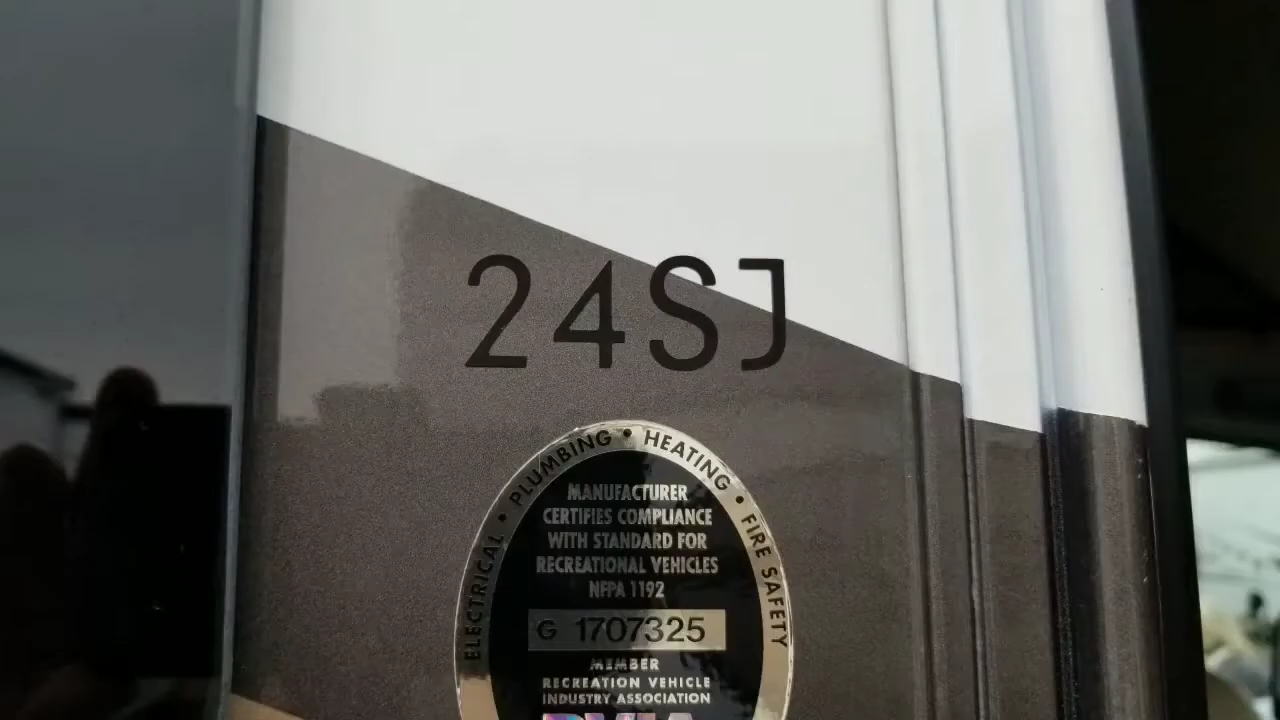 24SJ
ELECTRICAL • PLUMBING • HEATING • FIRE SAFETY
MANUFACTURER
CERTIFIES COMPLIANCE
WITH STANDARD FOR
RECREATIONAL VEHICLES
NFPA 1192
G 1707325
MEMBER
RECREATION VEHICLE
INDUSTRY ASSOCIATION